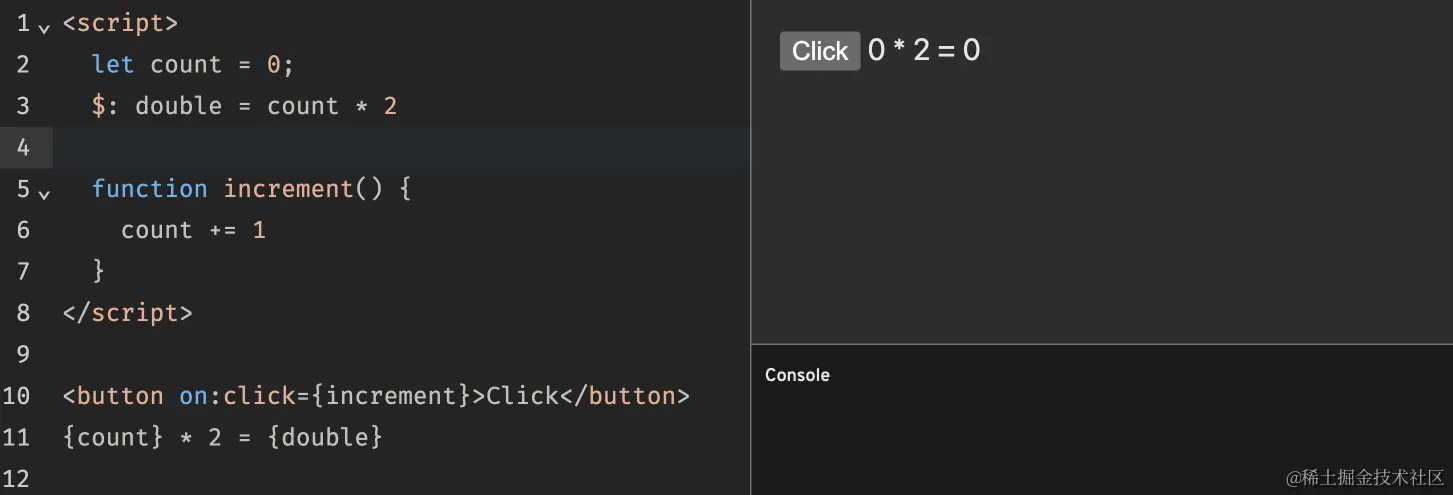 1 <script>
2 let count = 0;
3 $: double = count * 2
4
5 function increment() {
6 count += 1
7 }
8 </script>
9
10 <button on:click={increment}>Click</button>
11 {count} * 2 = {double}
12
Click 0 * 2 = 0
Console
@稀土掘金技术社区